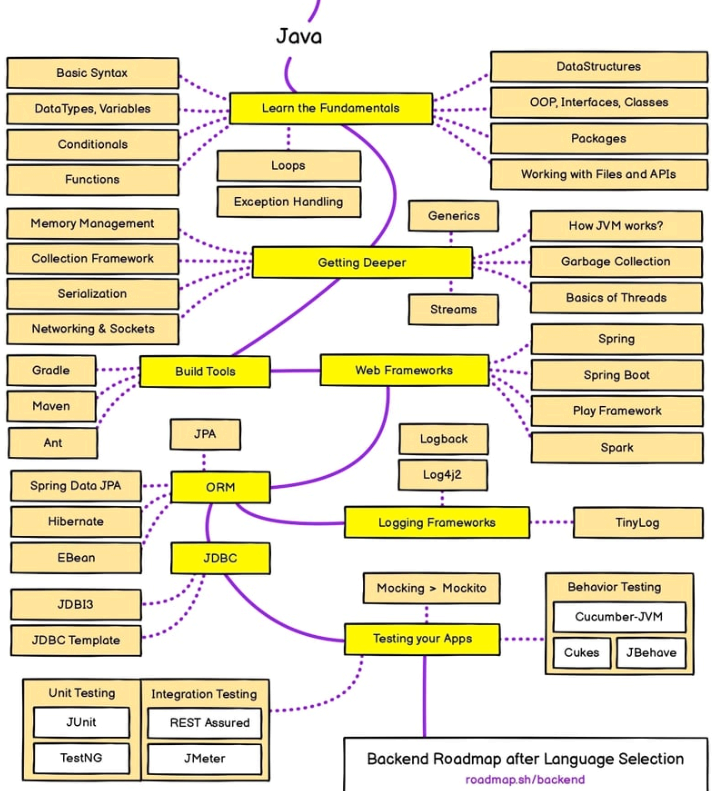 Java
Learn the Fundamentals
Basic Syntax
DataTypes, Variables
Conditionals
Functions
Loops
Exception Handling
DataStructures
OOP, Interfaces, Classes
Packages
Working with Files and APIs
Getting Deeper
Memory Management
Collection Framework
Serialization
Networking & Sockets
Generics
Streams
How JVM works?
Garbage Collection
Basics of Threads
Build Tools
Gradle
Maven
Ant
Web Frameworks
Spring
Spring Boot
Play Framework
Spark
ORM
JPA
Spring Data JPA
Hibernate
EBean
Logging Frameworks
Logback
Log4j2
TinyLog
JDBC
JDBI3
JDBC Template
Testing your Apps
Mocking > Mockito
Behavior Testing
Cucumber-JVM
Cukes
JBehave
Unit Testing
JUnit
TestNG
Integration Testing
REST Assured
JMeter
Backend Roadmap after Language Selection
roadmap.sh/backend